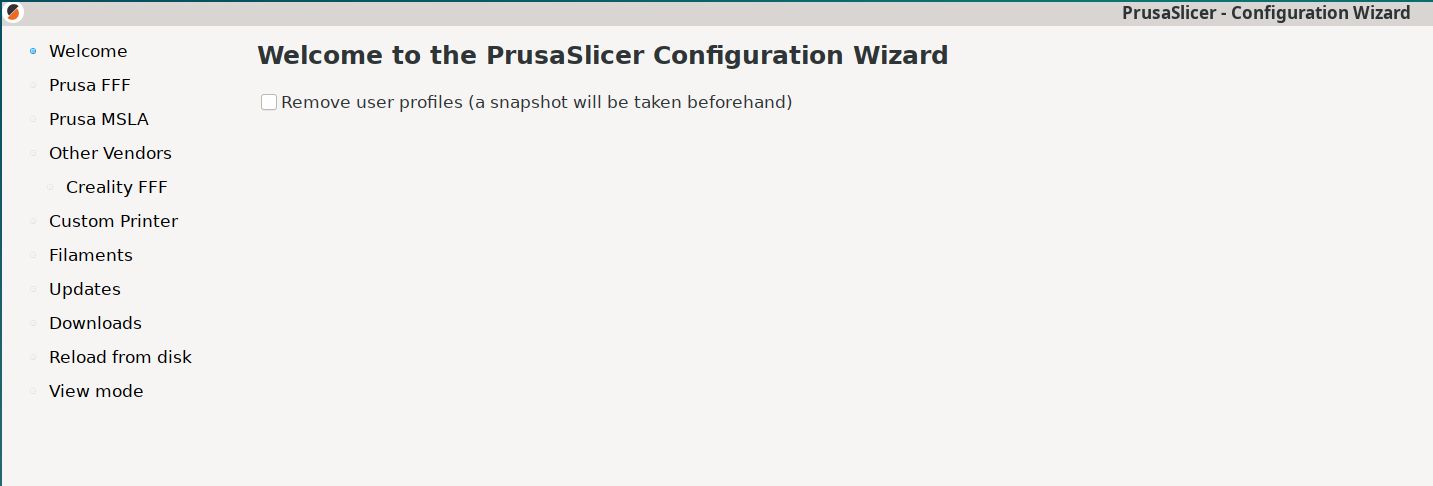 PrusaSlicer - Configuration Wizard
Welcome
Prusa FFF
Prusa MSLA
Other Vendors
Creality FFF
Custom Printer
Filaments
Updates
Downloads
Reload from disk
View mode
Welcome to the PrusaSlicer Configuration Wizard
Remove user profiles (a snapshot will be taken beforehand)